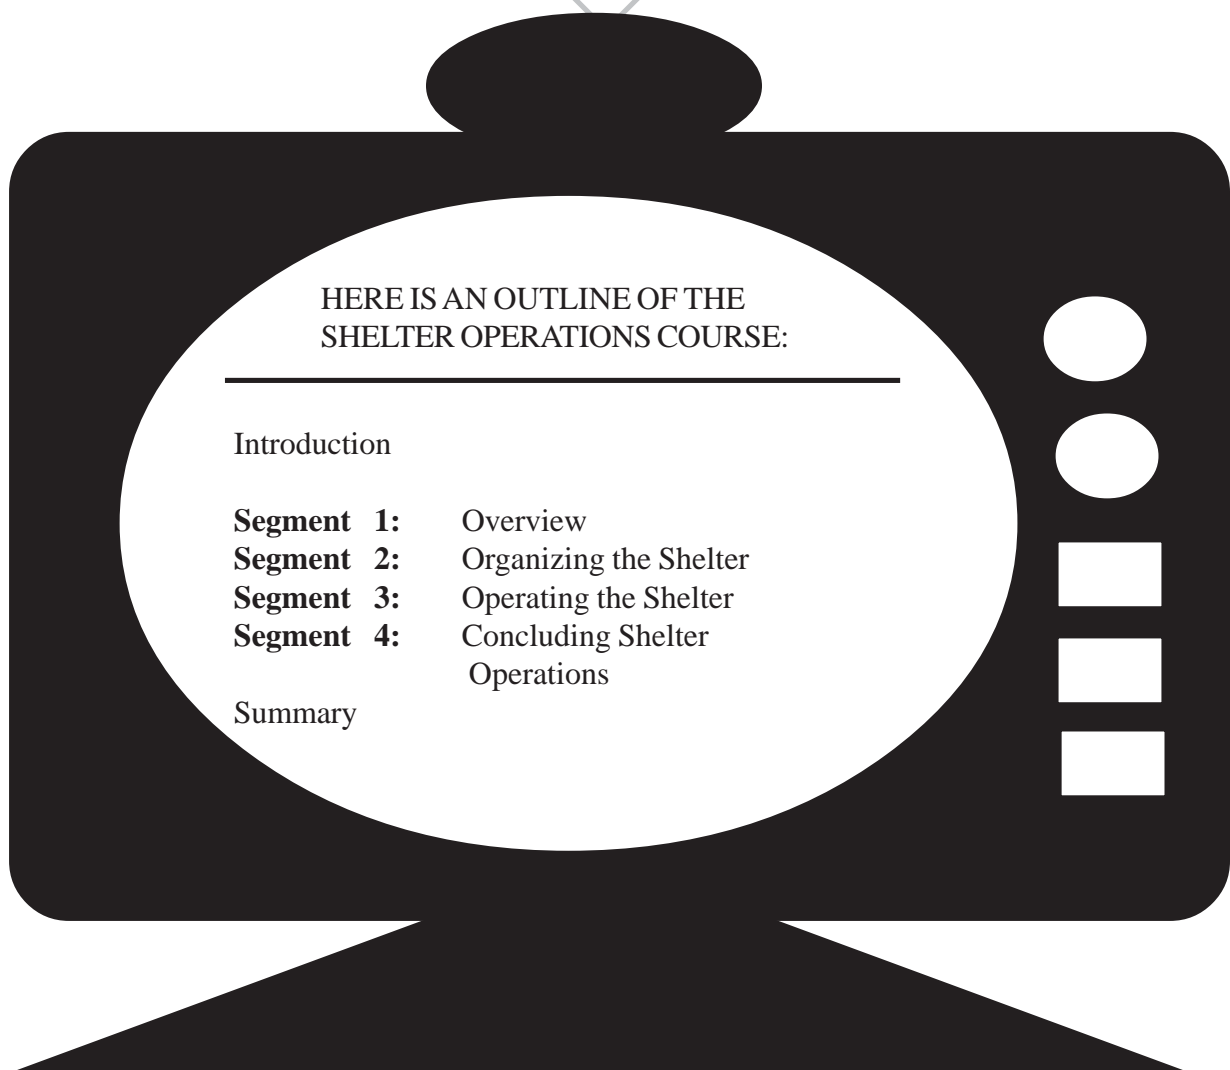 HERE IS AN OUTLINE OF THE
SHELTER OPERATIONS COURSE:
Introduction
Segment 1: Overview
Segment 2: Organizing the Shelter
Segment 3: Operating the Shelter
Segment 4: Concluding Shelter
Operations
Summary